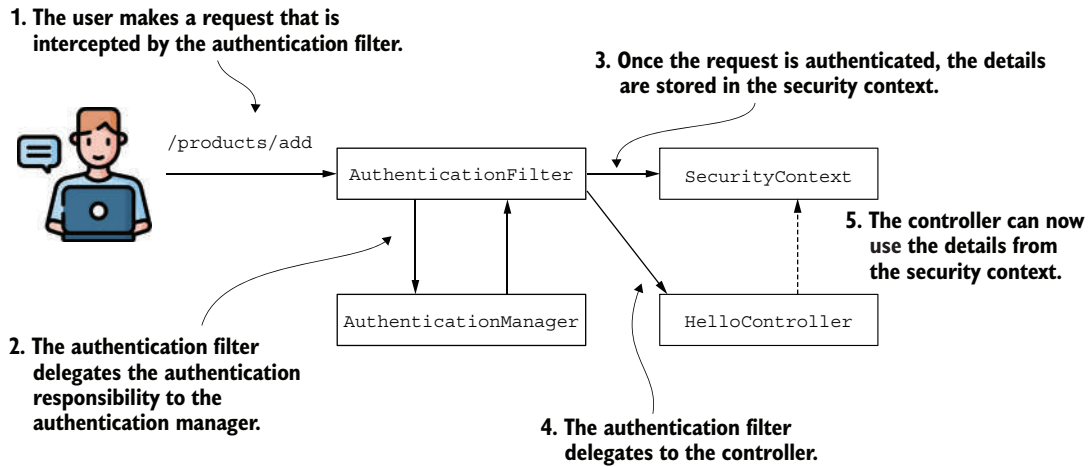 1. The user makes a request that is
intercepted by the authentication filter.
3. Once the request is authenticated, the details
are stored in the security context.
/products/add
AuthenticationFilter
SecurityContext
5. The controller can now
use the details from
the security context.
AuthenticationManager
HelloController
2. The authentication filter
delegates the authentication
responsibility to the
authentication manager.
4. The authentication filter
delegates to the controller.